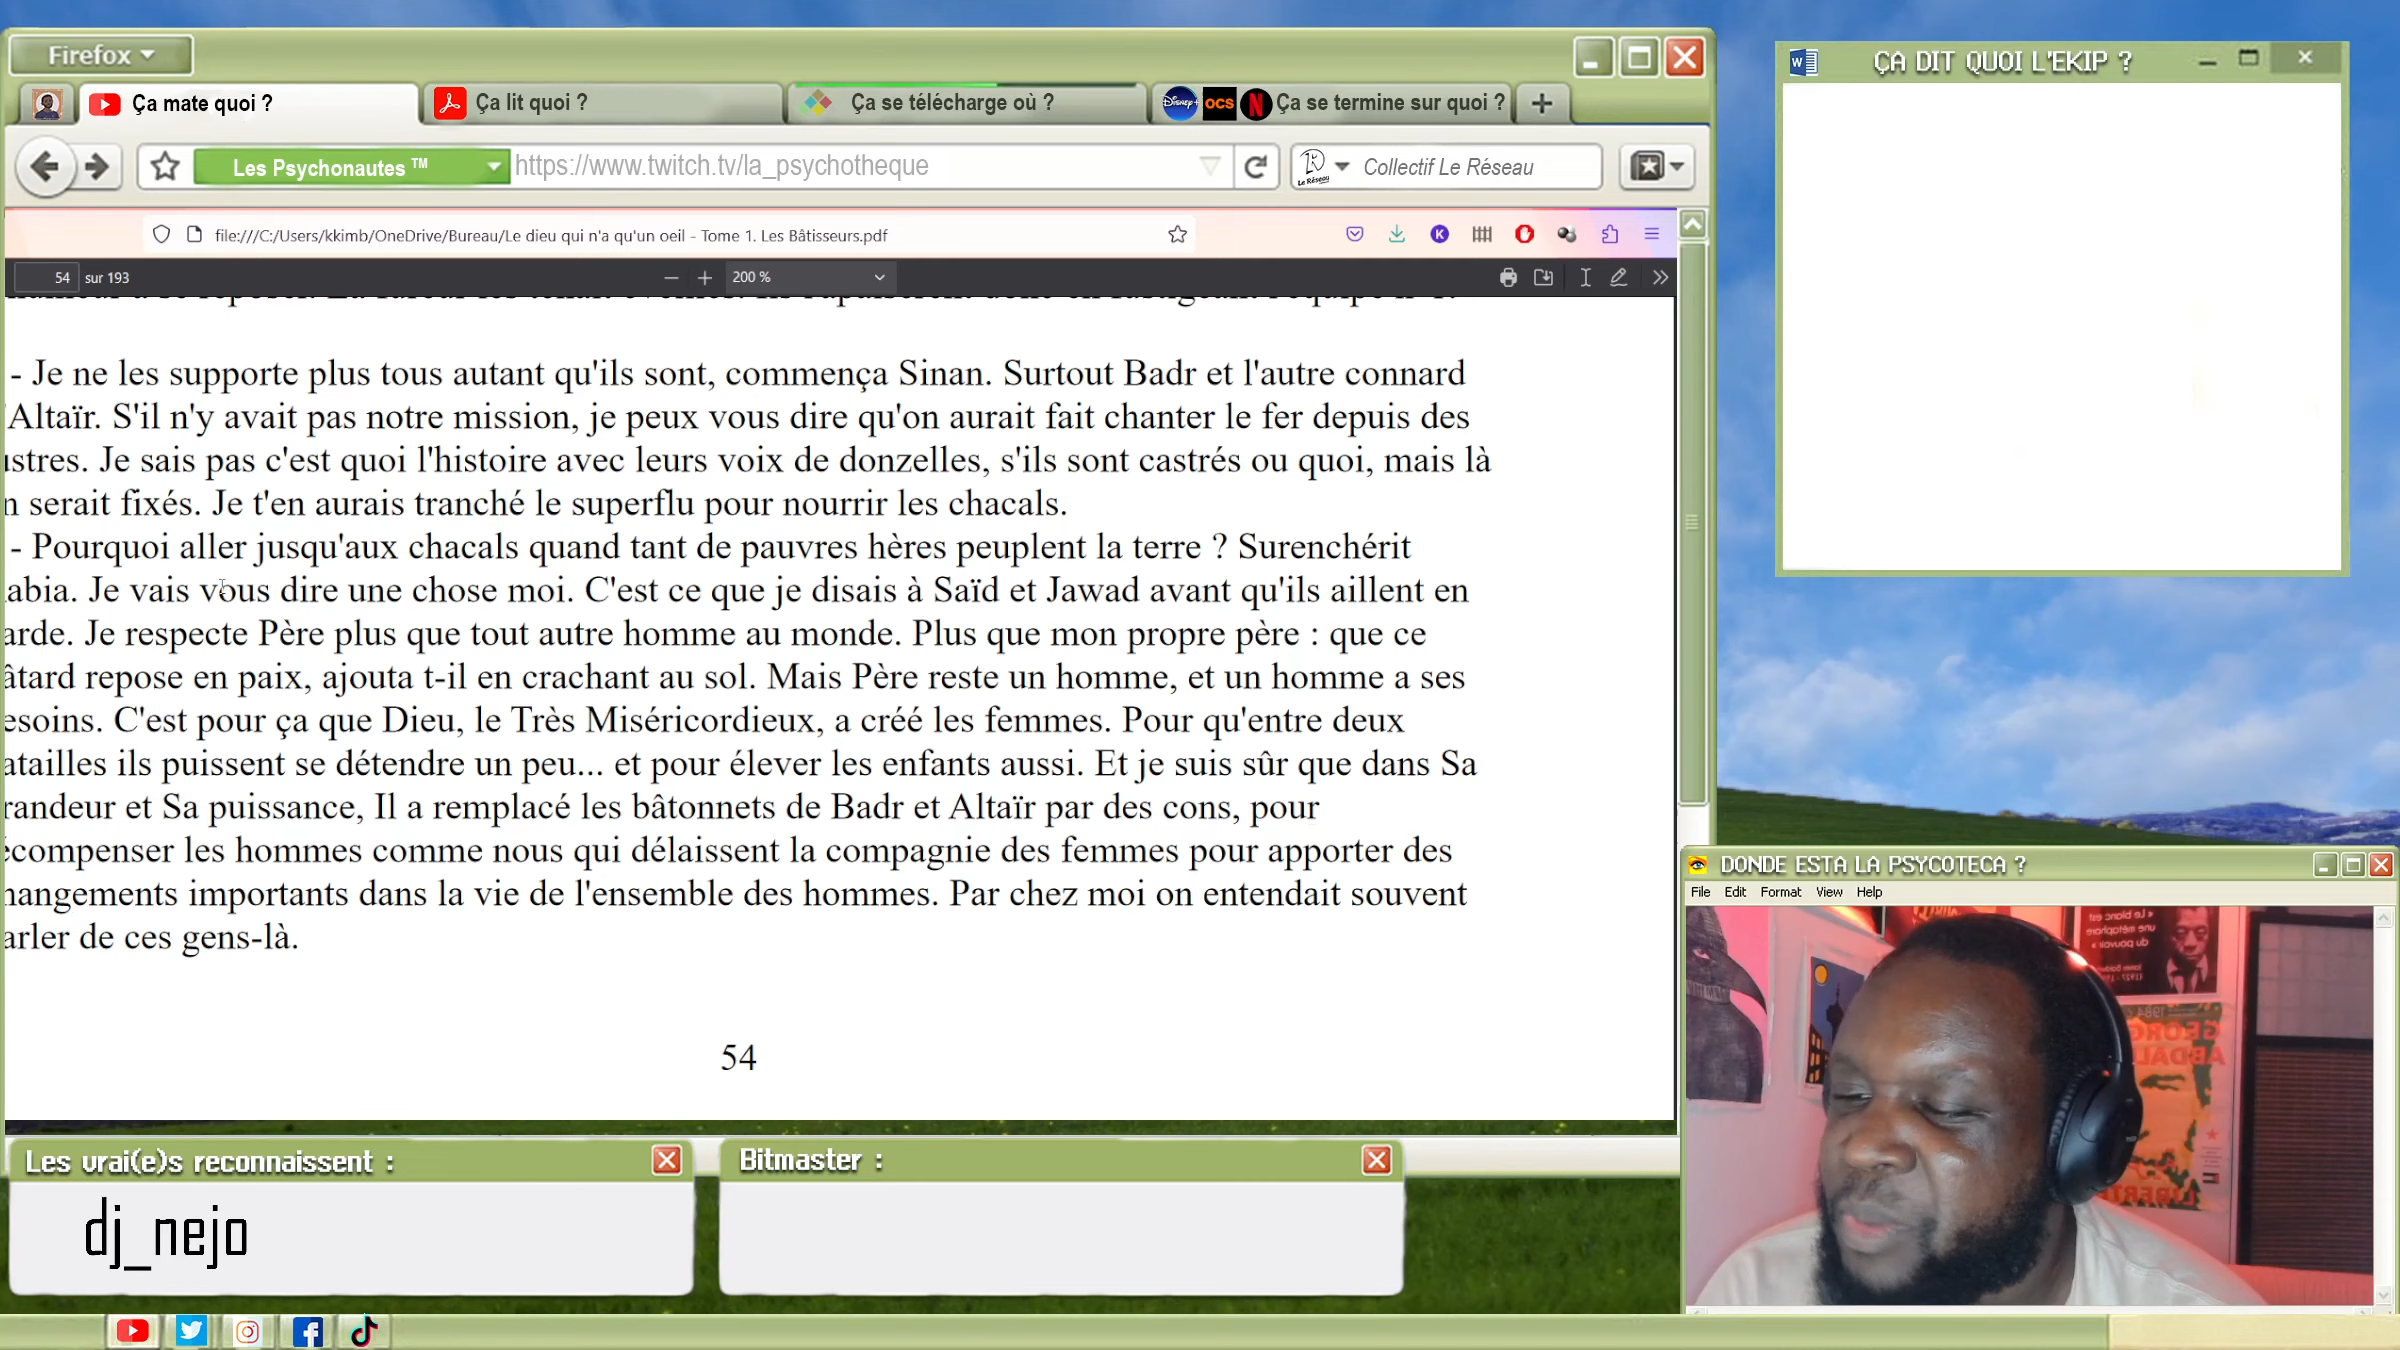 Firefox
Ça mate quoi ?
Ça lit quoi ?
Ça se télécharge où ?
Disney+ OCS N Ça se termine sur quoi ?
Les Psychonautes ™
https://www.twitch.tv/la_psychotheque
Le Réseau
Collectif Le Réseau
file:///C:/Users/kkimb/OneDrive/Bureau/Le dieu qui n'a qu'un oeil - Tome 1. Les Bâtisseurs.pdf
54 sur 193
200 %
- Je ne les supporte plus tous autant qu'ils sont, commença Sinan. Surtout Badr et l'autre connard
'Altaïr. S'il n'y avait pas notre mission, je peux vous dire qu'on aurait fait chanter le fer depuis des
ustres. Je sais pas c'est quoi l'histoire avec leurs voix de donzelles, s'ils sont castrés ou quoi, mais là
n serait fixés. Je t'en aurais tranché le superflu pour nourrir les chacals.
- Pourquoi aller jusqu'aux chacals quand tant de pauvres hères peuplent la terre ? Surenchérit
abia. Je vais vous dire une chose moi. C'est ce que je disais à Saïd et Jawad avant qu'ils aillent en
arde. Je respecte Père plus que tout autre homme au monde. Plus que mon propre père : que ce
âtard repose en paix, ajouta t-il en crachant au sol. Mais Père reste un homme, et un homme a ses
esoins. C'est pour ça que Dieu, le Très Miséricordieux, a créé les femmes. Pour qu'entre deux
atailles ils puissent se détendre un peu... et pour élever les enfants aussi. Et je suis sûr que dans Sa
randeur et Sa puissance, Il a remplacé les bâtonnets de Badr et Altaïr par des cons, pour
écompenser les hommes comme nous qui délaissent la compagnie des femmes pour apporter des
hangements importants dans la vie de l'ensemble des hommes. Par chez moi on entendait souvent
arler de ces gens-là.
54
ÇA DIT QUOI L'EKIP ?
DONDE ESTA LA PSYCOTECA ?
File Edit Format View Help
« Le blanc est
une métaphore
du pouvoir »
1984
LIBERTÉ
Les vrai(e)s reconnaissent :
dj_nejo
Bitmaster :